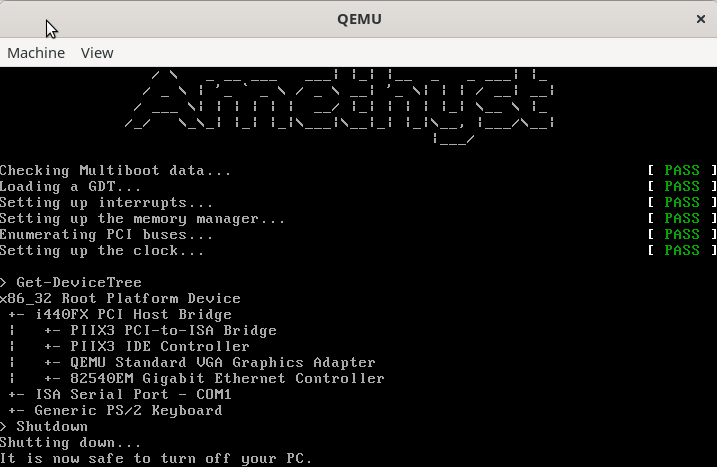 QEMU
Machine View
Amethyst
Checking Multiboot data... [ PASS ]
Loading a GDT... [ PASS ]
Setting up interrupts... [ PASS ]
Setting up the memory manager... [ PASS ]
Enumerating PCI buses... [ PASS ]
Setting up the clock... [ PASS ]
> Get-DeviceTree
x86_32 Root Platform Device
+- i440FX PCI Host Bridge
¦ +- PIIX3 PCI-to-ISA Bridge
¦ +- PIIX3 IDE Controller
¦ +- QEMU Standard VGA Graphics Adapter
¦ +- 82540EM Gigabit Ethernet Controller
+- ISA Serial Port - COM1
+- Generic PS/2 Keyboard
> Shutdown
Shutting down...
It is now safe to turn off your PC.